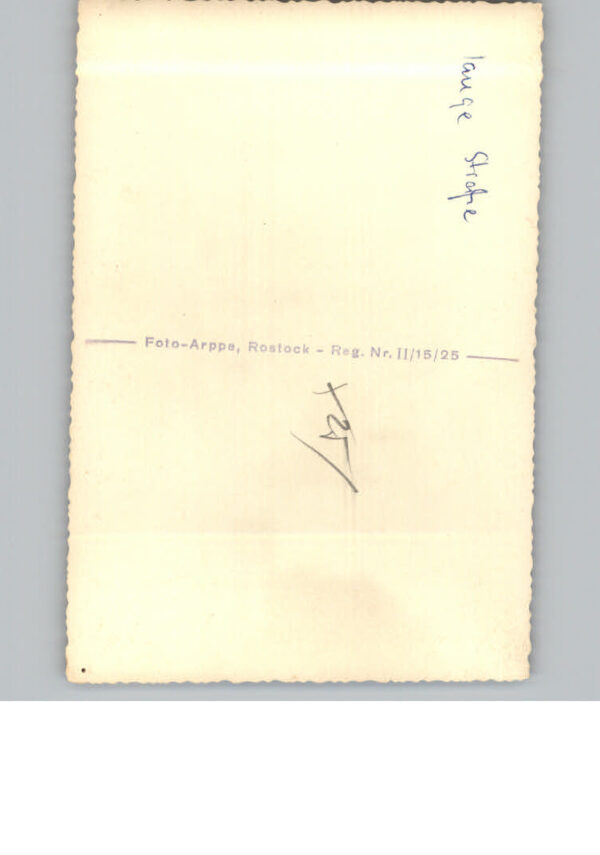 lange Straße
Foto-Arppe, Rostock - Reg. Nr. II/15/25